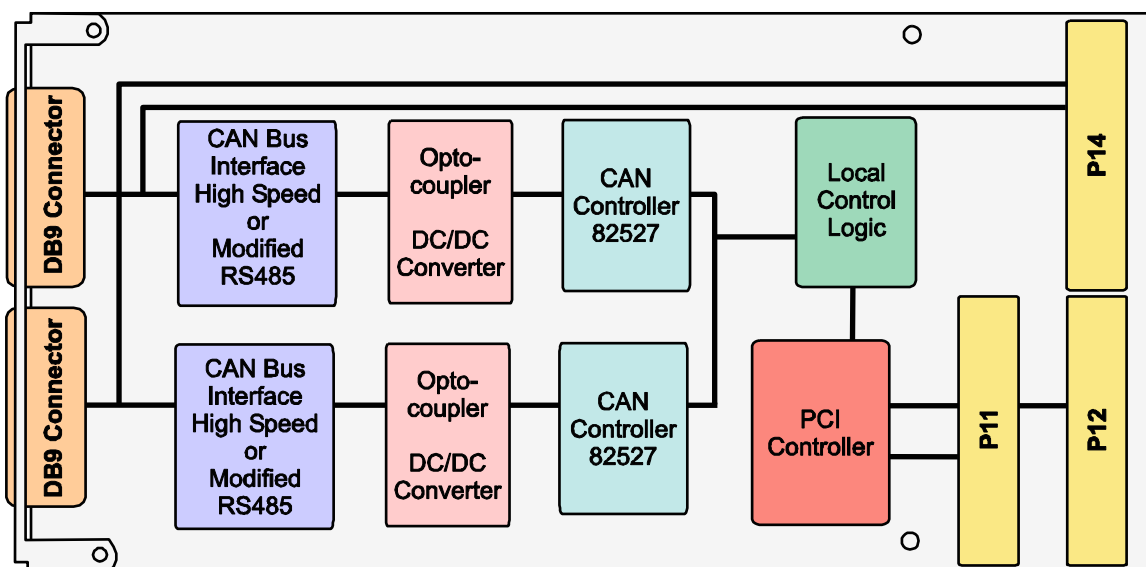 DB9 Connector
CAN Bus
Interface
High Speed
or
Modified
RS485
Opto-
coupler
DC/DC
Converter
CAN
Controller
82527
Local
Control
Logic
P14
DB9 Connector
CAN Bus
Interface
High Speed
or
Modified
RS485
Opto-
coupler
DC/DC
Converter
CAN
Controller
82527
PCI
Controller
P11
P12